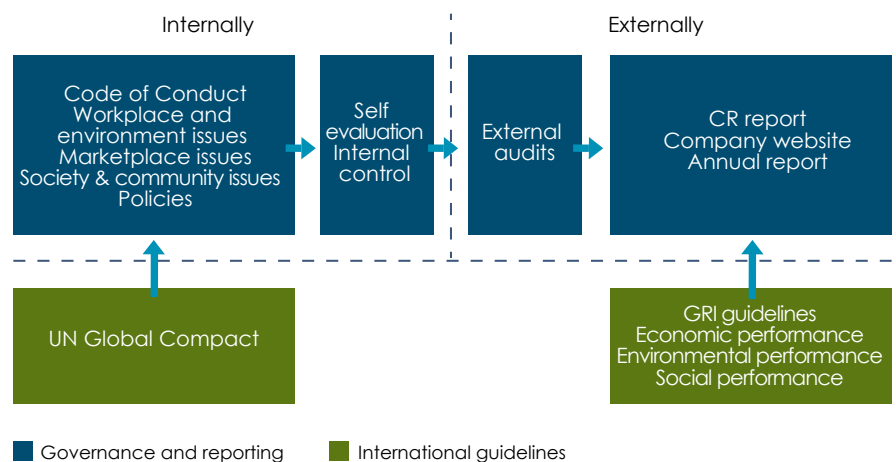 Internally
Externally
Code of Conduct
Workplace and
environment issues
Marketplace issues
Society & community issues
Policies
Self
evaluation
Internal
control
External
audits
CR report
Company website
Annual report
UN Global Compact
GRI guidelines
Economic performance
Environmental performance
Social performance
Governance and reporting
International guidelines